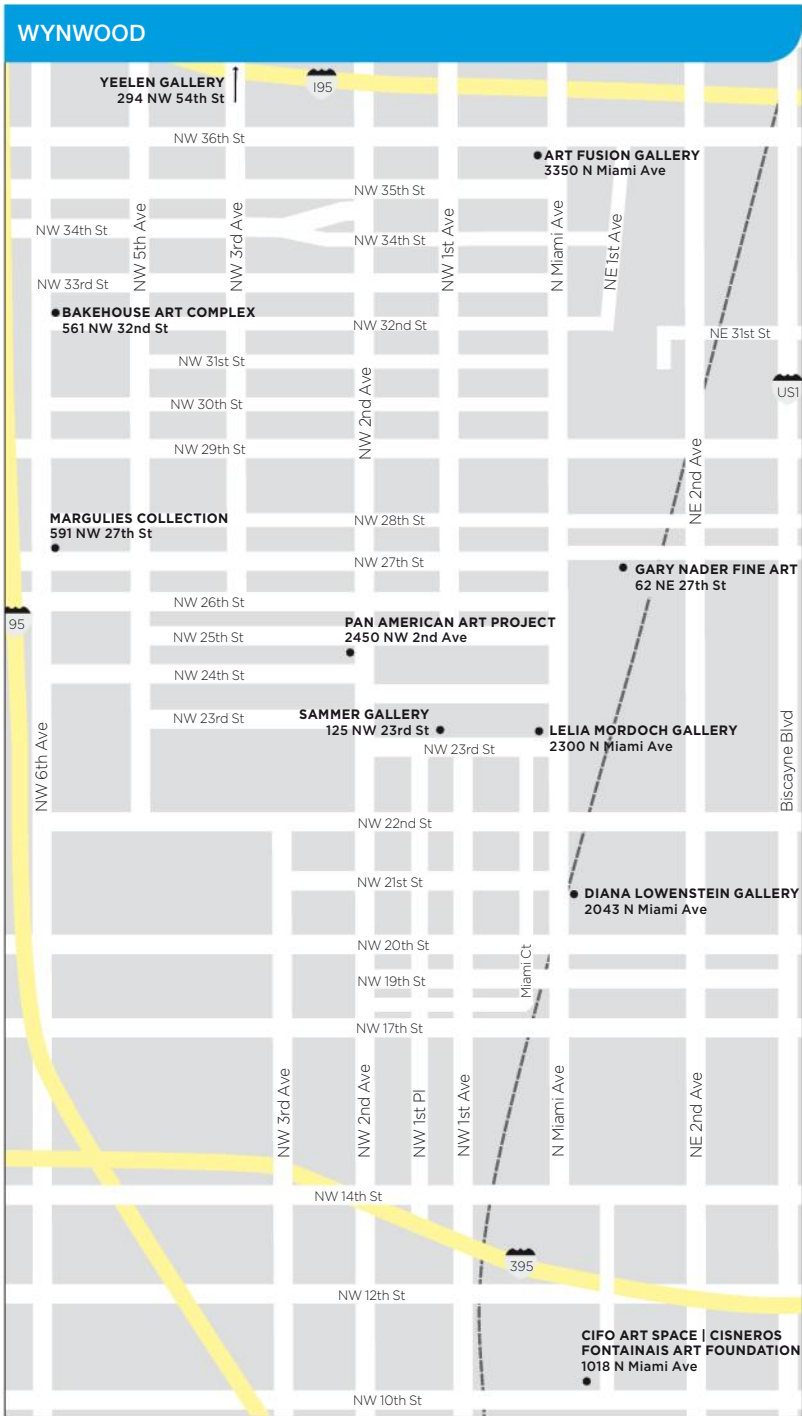 WYNWOOD
YEELEN GALLERY
294 NW 54th St
I95
NW 36th St
ART FUSION GALLERY
3350 N Miami Ave
NW 35th St
NW 34th St
NW 5th Ave
NW 3rd Ave
NW 34th St
NW 1st Ave
N Miami Ave
NE 1st Ave
NW 33rd St
BAKEHOUSE ART COMPLEX
561 NW 32nd St
NW 32nd St
NE 31st St
NW 31st St
US1
NW 30th St
NW 2nd Ave
NW 29th St
NE 2nd Ave
MARGULIES COLLECTION
591 NW 27th St
NW 28th St
NW 27th St
GARY NADER FINE ART
62 NE 27th St
NW 26th St
95
PAN AMERICAN ART PROJECT
2450 NW 2nd Ave
NW 25th St
NW 24th St
NW 23rd St
SAMMER GALLERY
125 NW 23rd St
LELIA MORDOCH GALLERY
2300 N Miami Ave
NW 23rd St
NW 6th Ave
Biscayne Blvd
NW 22nd St
NW 21st St
DIANA LOWENSTEIN GALLERY
2043 N Miami Ave
NW 20th St
Miami Ct
NW 19th St
NW 17th St
NW 3rd Ave
NW 2nd Ave
NW 1st Pl
NW 1st Ave
N Miami Ave
NE 2nd Ave
NW 14th St
395
NW 12th St
CIFO ART SPACE | CISNEROS
FONTAINAIS ART FOUNDATION
1018 N Miami Ave
NW 10th St